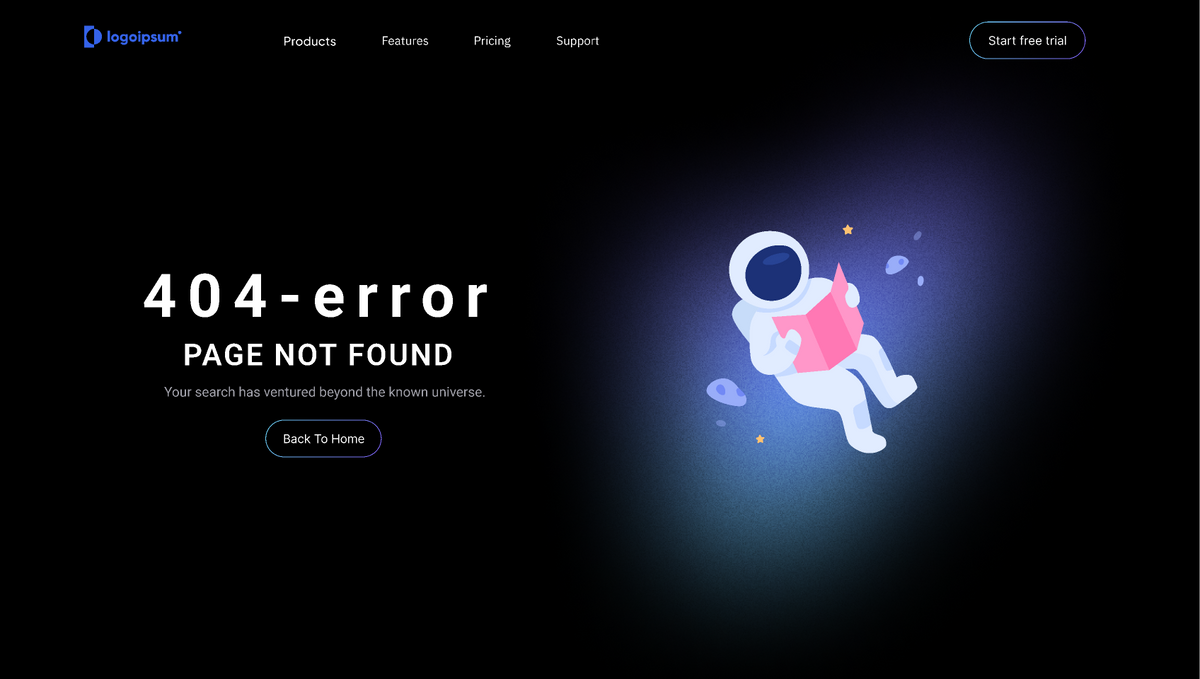 logoipsum
Products
Features
Pricing
Support
Start free trial
404-error
PAGE NOT FOUND
Your search has ventured beyond the known universe.
Back To Home